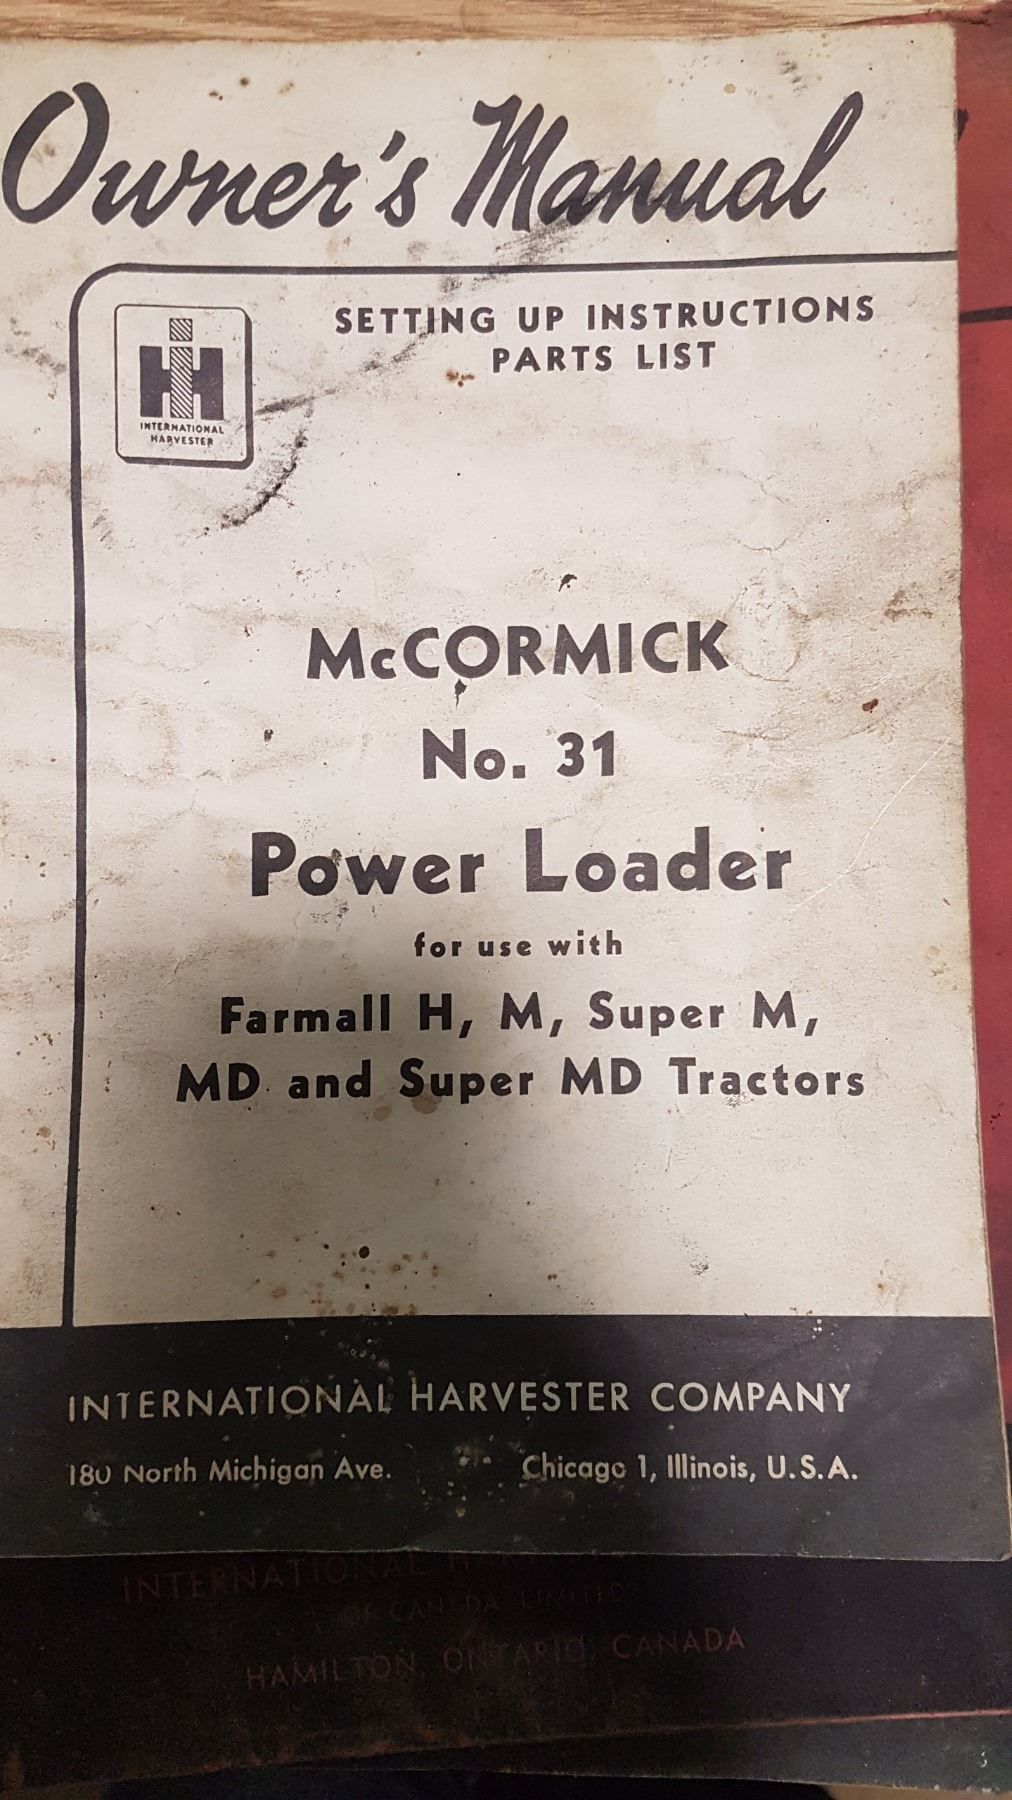 Owner's Manual
SETTING UP INSTRUCTIONS
PARTS LIST
IH
INTERNATIONAL
HARVESTER
McCORMICK
No. 31
Power Loader
for use with
Farmall H, M, Super M,
MD and Super MD Tractors
INTERNATIONAL HARVESTER COMPANY
180 North Michigan Ave. Chicago 1, Illinois, U.S.A.
INTERNATIONAL
OF CANADA LIMITED
HAMILTON, ONTARIO, CANADA